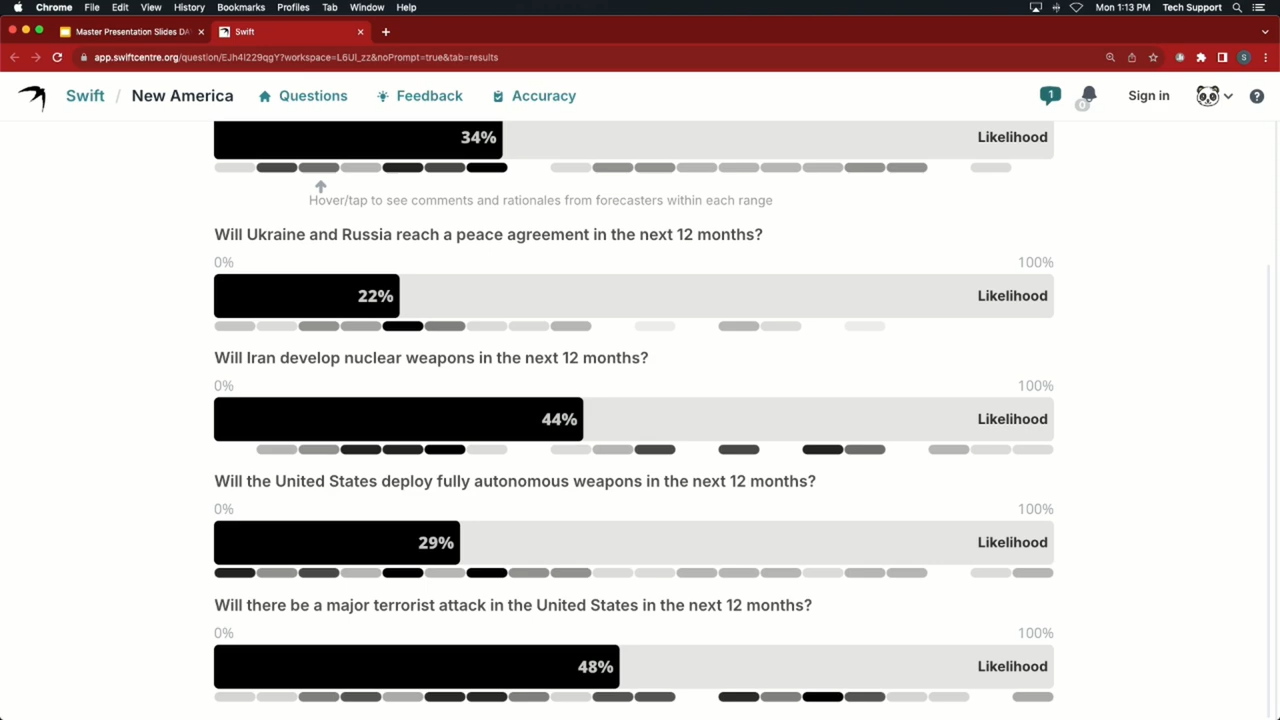 Chrome File Edit View History Bookmarks Profiles Tab Window Help Mon 1:13 PM Tech Support
Master Presentation Slides DA Swift
app.swiftcentre.org/question/EJh4l229qgY?workspace=L6Ul_zz&noPrompt=true&tab=results S
Swift / New America Questions Feedback Accuracy 1 0 Sign in
34% Likelihood
Hover/tap to see comments and rationales from forecasters within each range
Will Ukraine and Russia reach a peace agreement in the next 12 months?
0% 100%
22% Likelihood
Will Iran develop nuclear weapons in the next 12 months?
0% 100%
44% Likelihood
Will the United States deploy fully autonomous weapons in the next 12 months?
0% 100%
29% Likelihood
Will there be a major terrorist attack in the United States in the next 12 months?
0% 100%
48% Likelihood